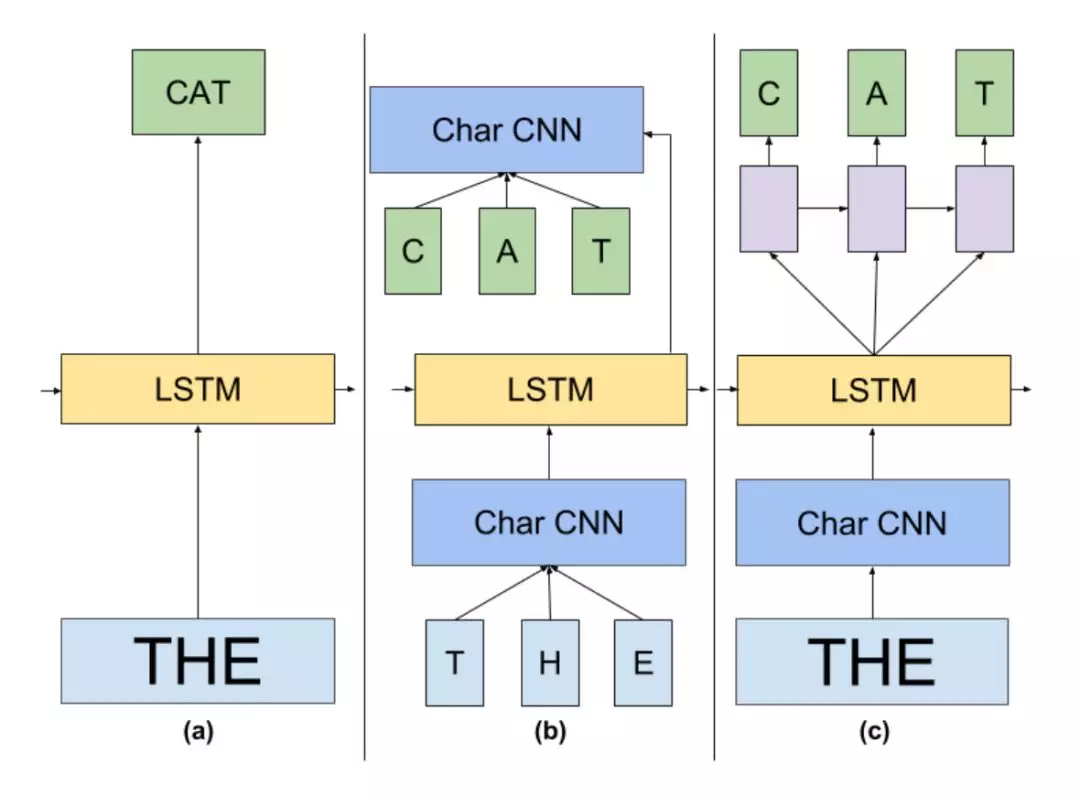 CAT
LSTM
THE
(a)
Char CNN
C A T
LSTM
Char CNN
T H E
(b)
C A T
LSTM
Char CNN
THE
(c)